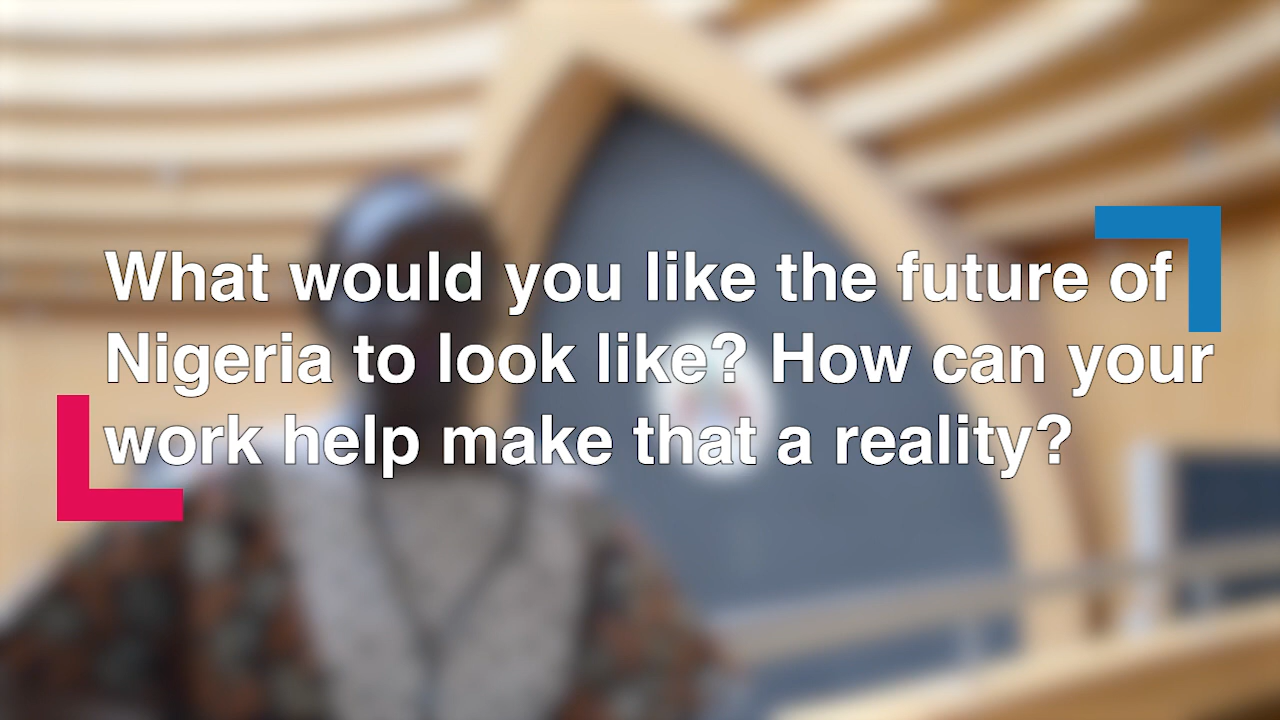 What would you like the future of
Nigeria to look like? How can your
work help make that a reality?